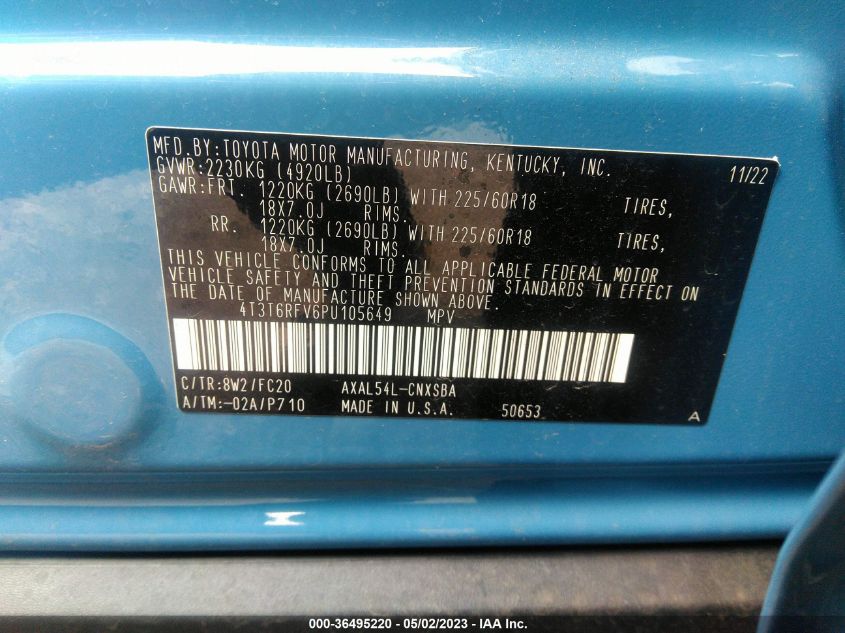 MFD.BY:TOYOTA MOTOR MANUFACTURING, KENTUCKY, INC. 11/22
GVWR:2230KG (4920LB)
GAWR:FRT. 1220KG (2690LB) WITH 225/60R18 TIRES,
18X7.0J RIMS.
RR. 1220KG (2690LB) WITH 225/60R18 TIRES,
18X7.0J RIMS.
THIS VEHICLE CONFORMS TO ALL APPLICABLE FEDERAL MOTOR
VEHICLE SAFETY AND THEFT PREVENTION STANDARDS IN EFFECT ON
THE DATE OF MANUFACTURE SHOWN ABOVE.
4T3T6RFV6PU105649 MPV
C/TR:8W2/FC20 AXAL54L-CNXSBA
A/TM:-02A/P710 MADE IN U.S.A. 50653 A
000-36495220 - 05/02/2023 - IAA Inc.